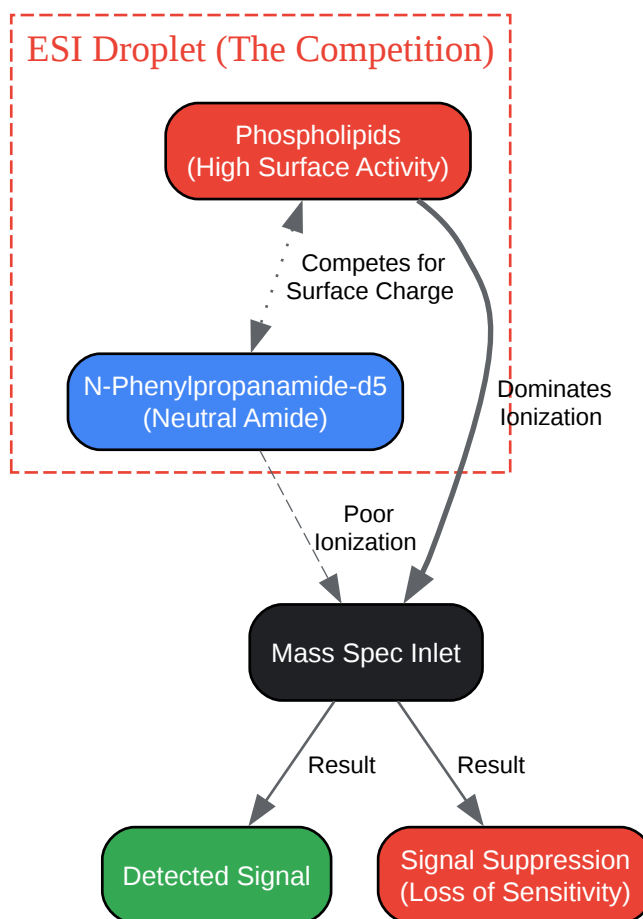 ESI Droplet (The Competition)
Phospholipids
(High Surface Activity)
Competes for
Surface Charge
N-Phenylpropanamide-d5
(Neutral Amide)
Dominates
Ionization
Poor
Ionization
Mass Spec Inlet
Result
Result
Detected Signal
Signal Suppression
(Loss of Sensitivity)